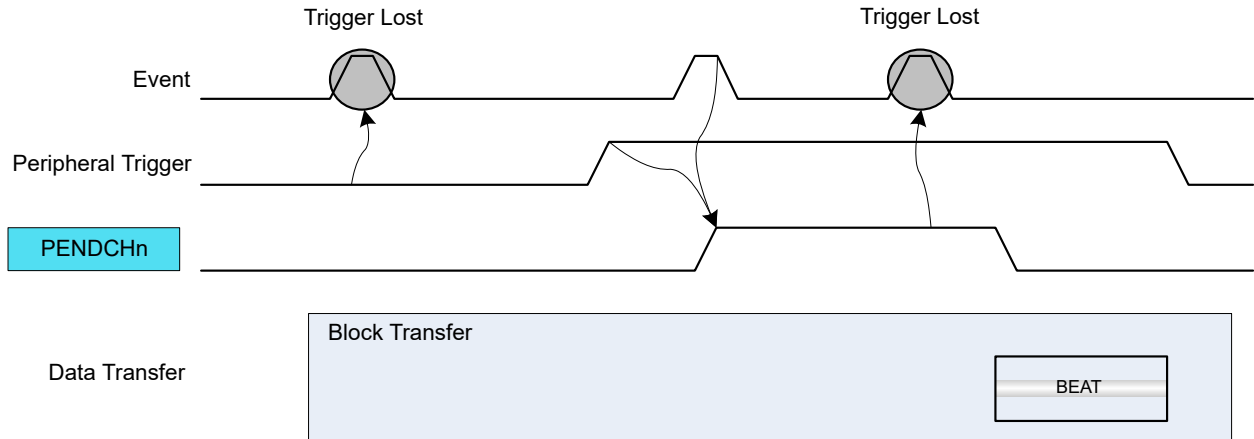 Trigger Lost
Trigger Lost
Event
Peripheral Trigger
PENDCHn
Block Transfer
Data Transfer
BEAT